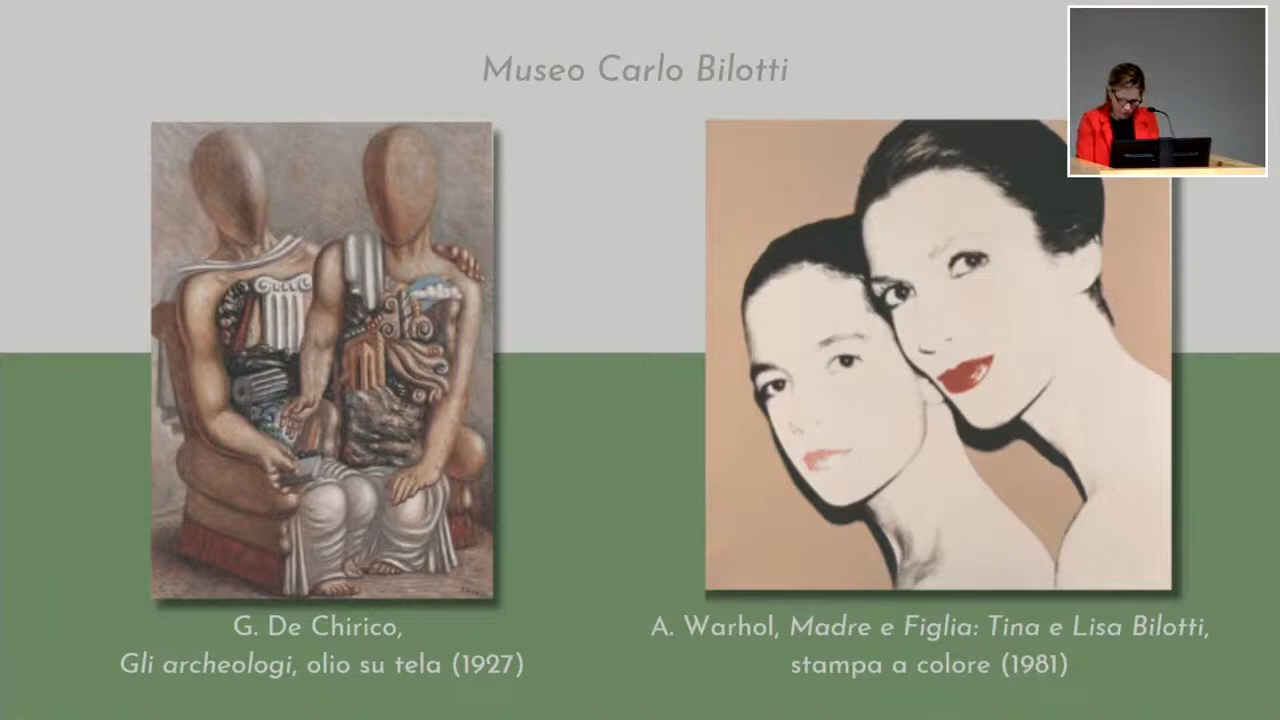 Museo Carlo Bilotti
G. De Chirico,
Gli archeologi, olio su tela (1927)
A. Warhol, Madre e Figlia: Tina e Lisa Bilotti,
stampa a colore (1981)